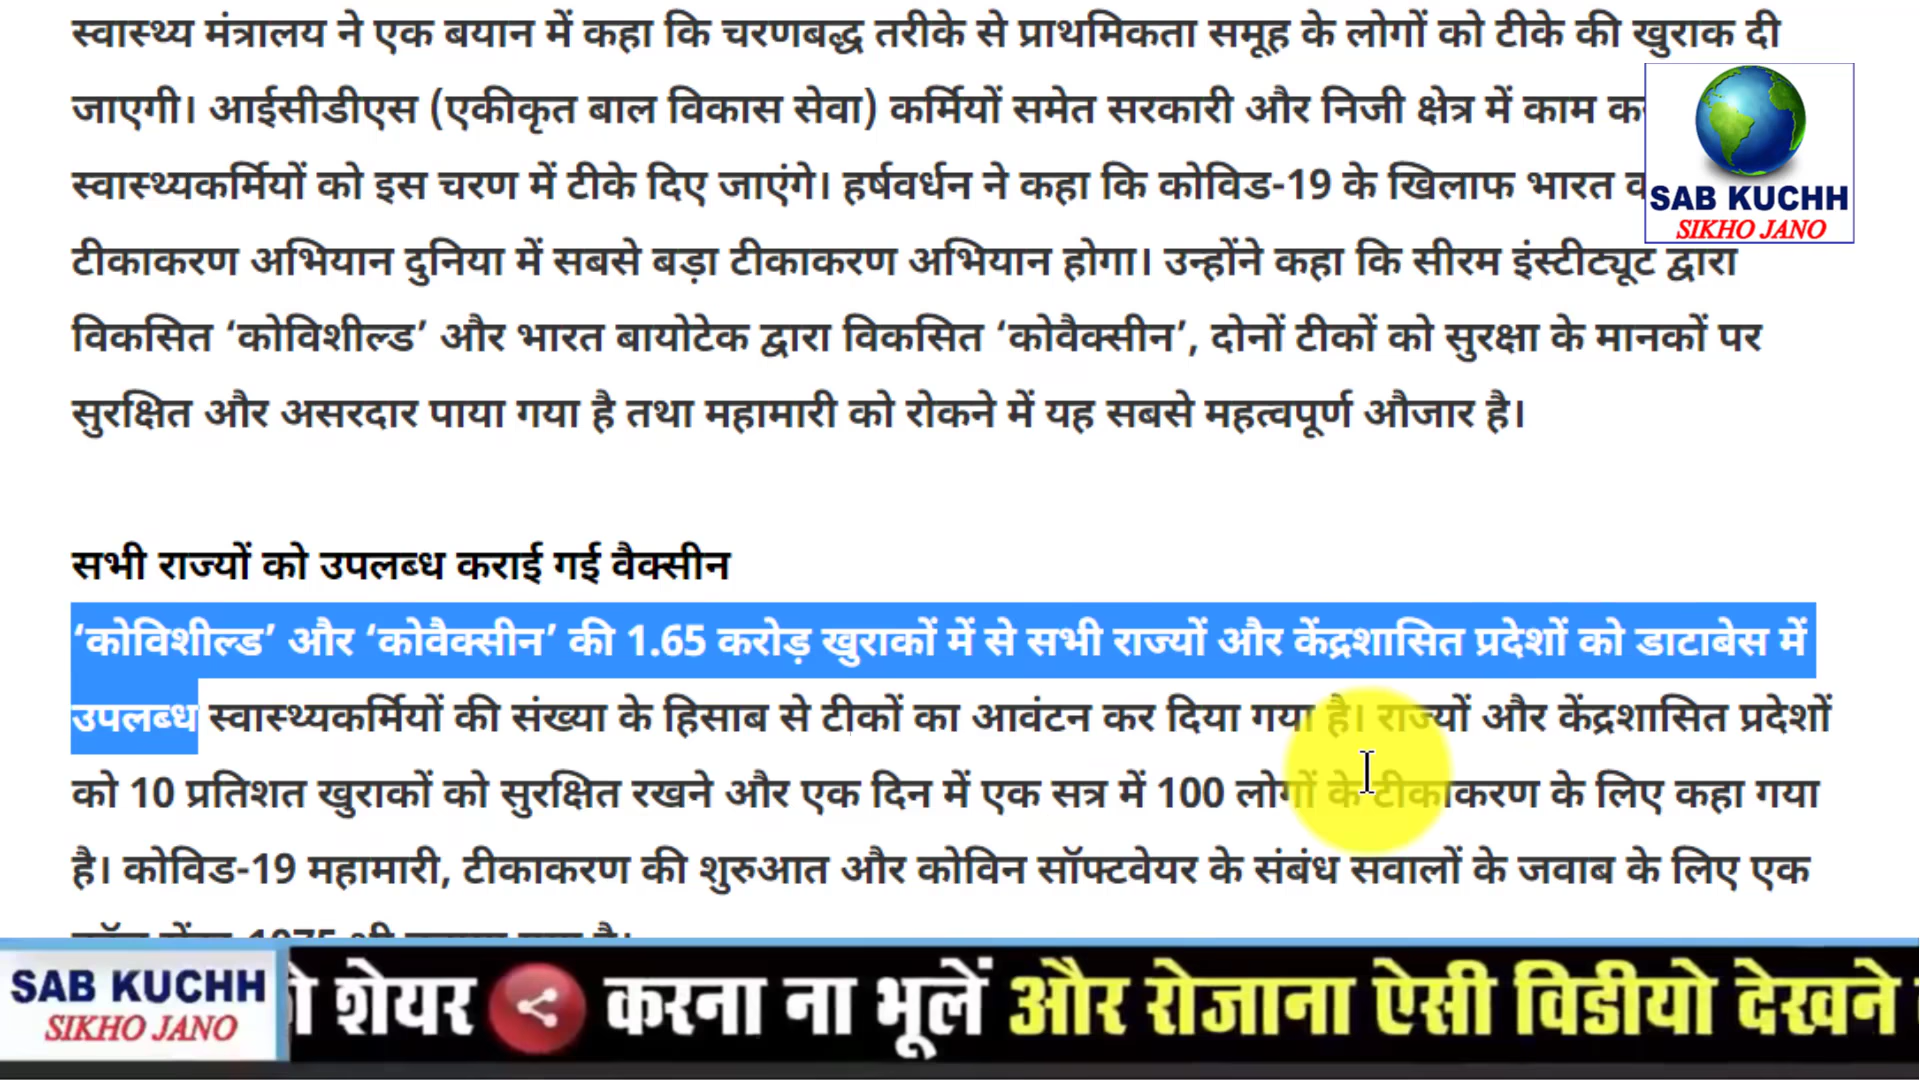 स्वास्थ्य मंत्रालय ने एक बयान में कहा कि चरणबद्ध तरीके से प्राथमिकता समूह के लोगों को टीके की खुराक दी
जाएगी। आईसीडीएस (एकीकृत बाल विकास सेवा) कर्मियों समेत सरकारी और निजी क्षेत्र में काम
स्वास्थ्यकर्मियों को इस चरण में टीके दिए जाएंगे। हर्षवर्धन ने कहा कि कोविड-19 के खिलाफ भारत
SAB KUCHH
SIKHO JANO
टीकाकरण अभियान दुनिया में सबसे बड़ा टीकाकरण अभियान होगा। उन्होंने कहा कि सीरम इंस्टीट्यूट द्वारा
विकसित ‘कोविशील्ड’ और भारत बायोटेक द्वारा विकसित ‘कोवैक्सीन’, दोनों टीकों को सुरक्षा के मानकों पर
सुरक्षित और असरदार पाया गया है तथा महामारी को रोकने में यह सबसे महत्वपूर्ण औजार है।
सभी राज्यों को उपलब्ध कराई गई वैक्सीन
‘कोविशील्ड’ और ‘कोवैक्सीन’ की 1.65 करोड़ खुराकों में से सभी राज्यों और केंद्रशासित प्रदेशों को डाटाबेस में
उपलब्ध स्वास्थ्यकर्मियों की संख्या के हिसाब से टीकों का आवंटन कर दिया गया है। राज्यों और केंद्रशासित प्रदेशों
को 10 प्रतिशत खुराकों को सुरक्षित रखने और एक दिन में एक सत्र में 100 लोगों के टीकाकरण के लिए कहा गया
है। कोविड-19 महामारी, टीकाकरण की शुरुआत और कोविन सॉफ्टवेयर के संबंध सवालों के जवाब के लिए एक
SAB KUCHH
SIKHO JANO
शेयर करना ना भूलें और रोजाना ऐसी विडीयो देखने